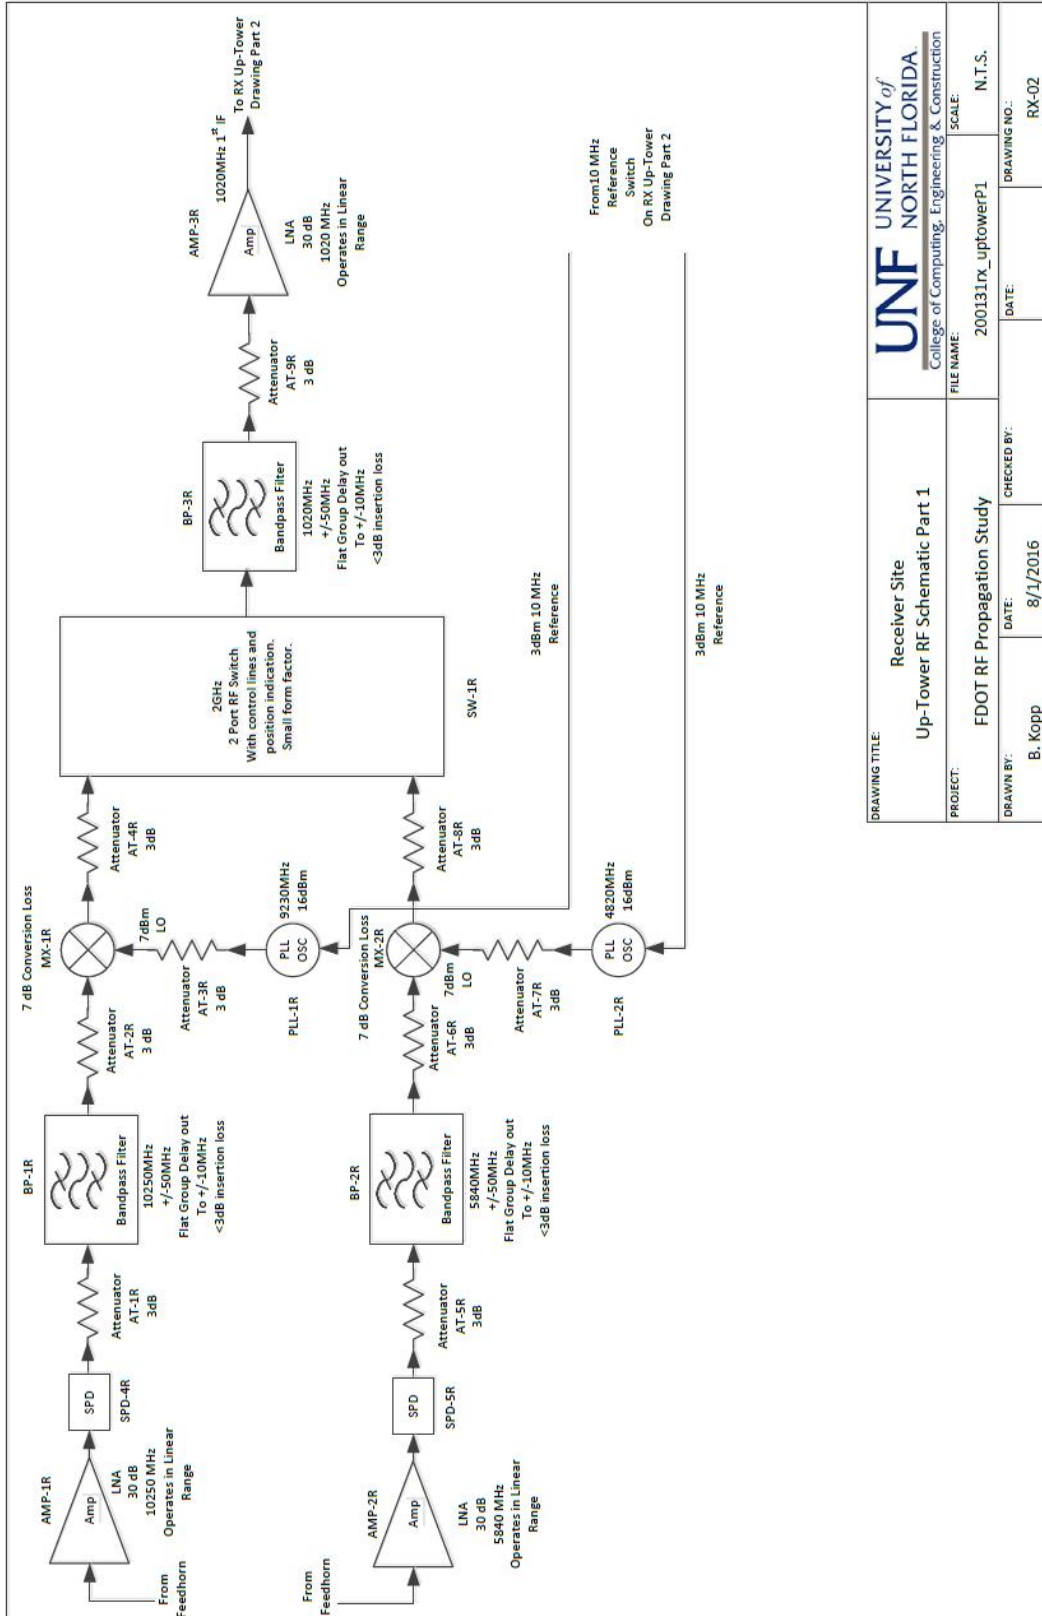 From
Feedhorn
AMP-1R
Amp
LNA
30 dB
10250 MHz
Operates in Linear
Range
SPD
SPD-4R
Attenuator
AT-1R
3dB
BP-1R
Bandpass Filter
10250MHz
+/-50MHz
Flat Group Delay out
To +/-10MHz
<3dB insertion loss
Attenuator
AT-2R
3 dB
7 dB Conversion Loss
MX-1R
7dBm
LO
Attenuator
AT-3R
3 dB
PLL
OSC
9230MHz
16dBm
PLL-1R
Attenuator
AT-4R
3dB
From
Feedhorn
AMP-2R
Amp
LNA
30 dB
5840 MHz
Operates in Linear
Range
SPD
SPD-5R
Attenuator
AT-5R
3dB
BP-2R
Bandpass Filter
5840MHz
+/-50MHz
Flat Group Delay out
To +/-10MHz
<3dB insertion loss
Attenuator
AT-6R
3dB
7 dB Conversion Loss
MX-2R
7dBm
LO
Attenuator
AT-7R
3dB
PLL
OSC
4820MHz
16dBm
PLL-2R
Attenuator
AT-8R
3dB
2GHz
2 Port RF Switch
With control lines and
position indication.
Small form factor.
SW-1R
BP-3R
Bandpass Filter
1020MHz
+/-50MHz
Flat Group Delay out
To +/-10MHz
<3dB insertion loss
Attenuator
AT-9R
3 dB
AMP-3R
Amp
LNA
30 dB
1020 MHz
Operates in Linear
Range
1020MHz 1st IF
To RX Up-Tower
Drawing Part 2
3dBm 10 MHz
Reference
3dBm 10 MHz
Reference
From10 MHz
Reference
Switch
On RX Up-Tower
Drawing Part 2
DRAWING TITLE:
Receiver Site
Up-Tower RF Schematic Part 1
UNF UNIVERSITY of
NORTH FLORIDA.
College of Computing, Engineering & Construction
PROJECT:
FDOT RF Propagation Study
FILE NAME:
200131rx_uptowerP1
SCALE:
N.T.S.
DRAWN BY:
B. Kopp
DATE:
8/1/2016
CHECKED BY:
DATE:
DRAWING NO.:
RX-02